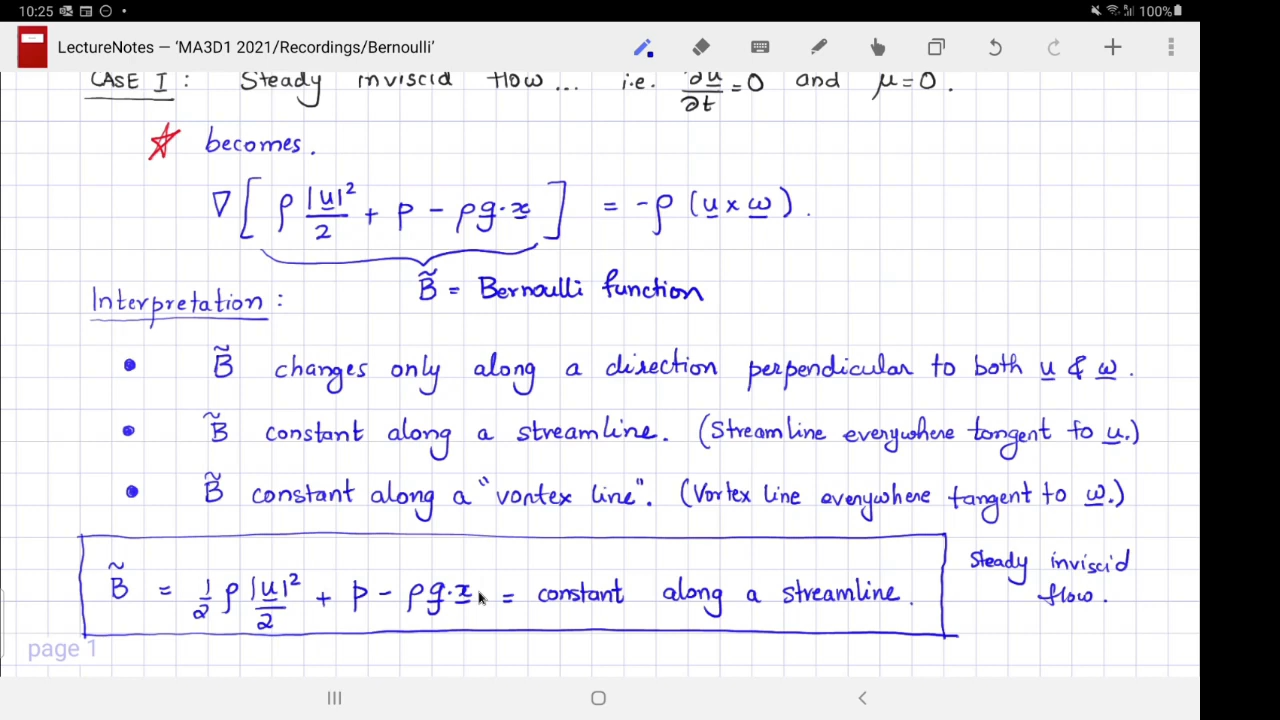 10:25 100%
LectureNotes — ‘MA3D1 2021/Recordings/Bernoulli’
CASE I : Steady inviscid flow... i.e. ∂u/∂t = 0 and μ = 0.
becomes.
∇ [ ρ |u|²/2 + p - ρg·x ] = -ρ (u × ω).
B̃ = Bernoulli function
Interpretation :
• B̃ changes only along a direction perpendicular to both u & ω.
• B̃ constant along a streamline. (Streamline everywhere tangent to u.)
• B̃ constant along a "vortex line". (Vortex line everywhere tangent to ω.)
B̃ = 1/2 ρ |u|²/2 + p - ρg·x = constant along a streamline.
Steady inviscid
flow.
page 1